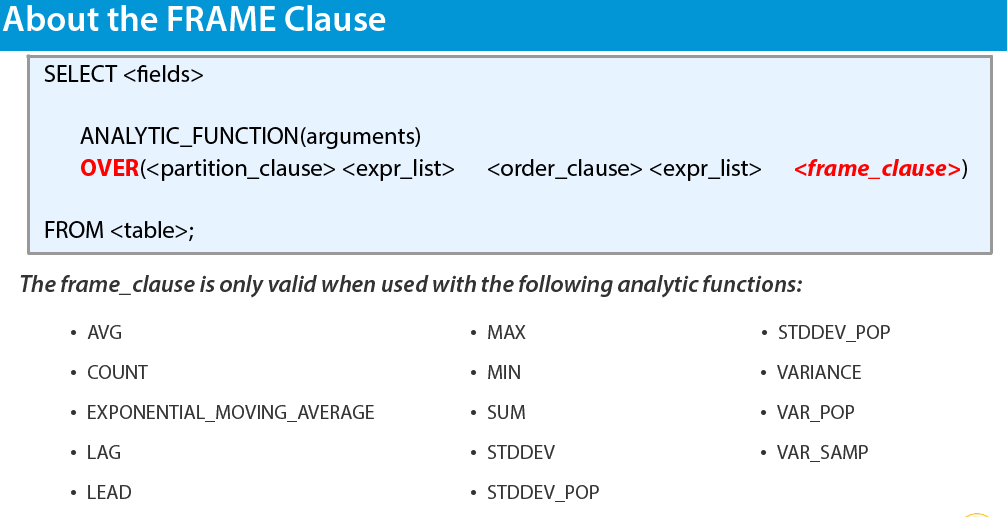 About the FRAME Clause
SELECT <fields>
ANALYTIC_FUNCTION(arguments)
OVER(<partition_clause> <expr_list> <order_clause> <expr_list> <frame_clause>)
FROM <table>;
The frame_clause is only valid when used with the following analytic functions:
• AVG
• COUNT
• EXPONENTIAL_MOVING_AVERAGE
• LAG
• LEAD
• MAX
• MIN
• SUM
• STDDEV
• STDDEV_POP
• STDDEV_POP
• VARIANCE
• VAR_POP
• VAR_SAMP